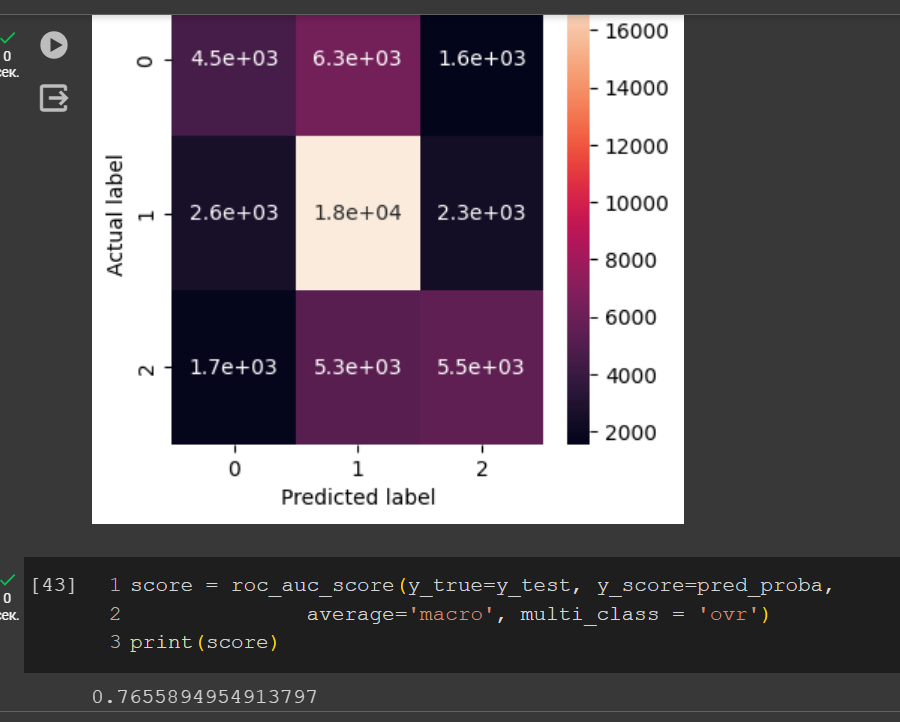 0
сек.
0 4.5e+03 6.3e+03 1.6e+03
1 2.6e+03 1.8e+04 2.3e+03
2 1.7e+03 5.3e+03 5.5e+03
Actual label
0 1 2
Predicted label
16000
14000
12000
10000
8000
6000
4000
2000
0
сек.
[43]
1 score = roc_auc_score(y_true=y_test, y_score=pred_proba,
2 average='macro', multi_class = 'ovr')
3 print(score)
0.7655894954913797